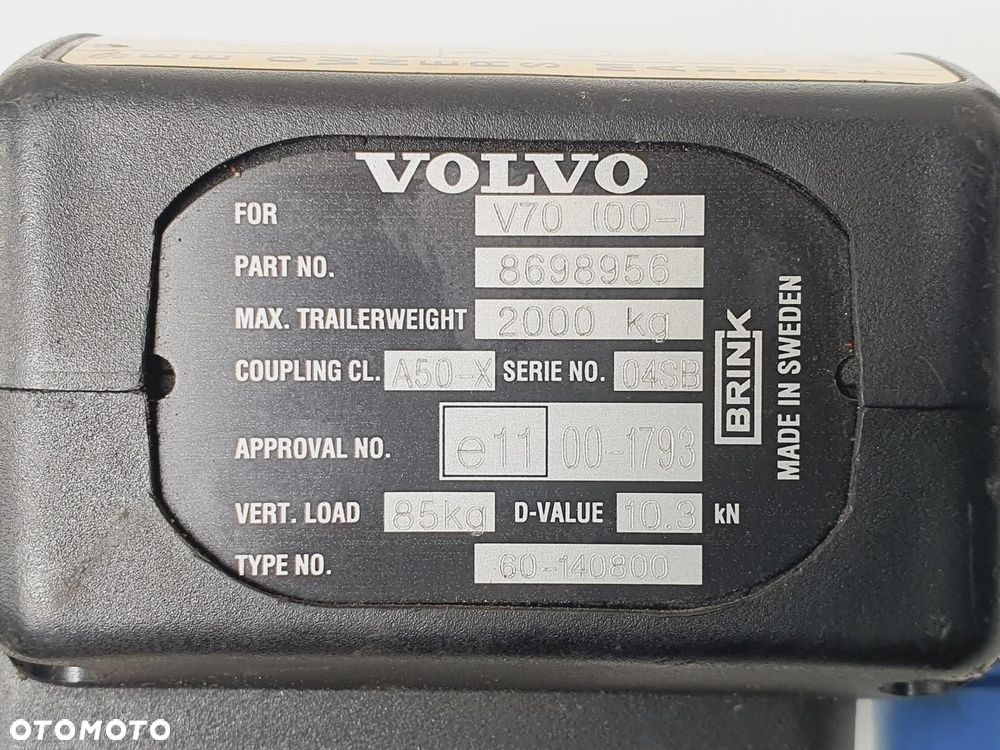 OWNERS
VOLVO
FOR V70 (00-)
PART NO. 8698956
MAX. TRAILERWEIGHT 2000 kg
COUPLING CL. A50-X SERIE NO. 04SB
APPROVAL NO. e11 00-1793
VERT. LOAD 85kg D-VALUE 10.3 kN
TYPE NO. 60-140800
BRINK
MADE IN SWEDEN
OTOMOTO